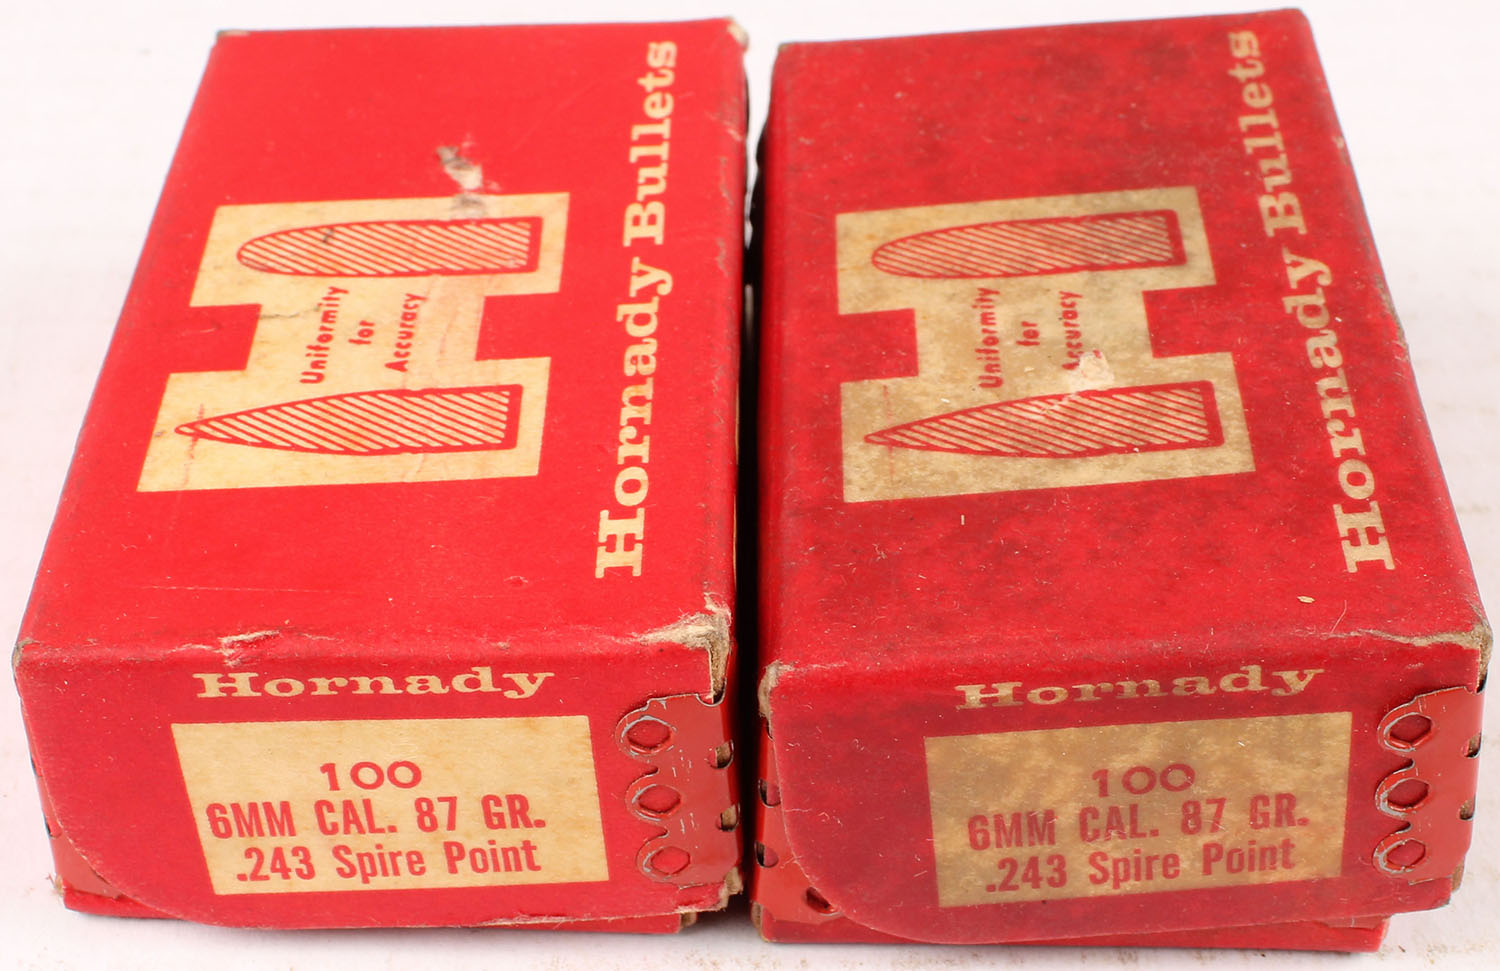 Uniformity
for
Accuracy
Hornady Bullets
Hornady
100
6MM CAL. 87 GR.
.243 Spire Point
Uniformity
for
Accuracy
Hornady Bullets
Hornady
100
6MM CAL. 87 GR.
.243 Spire Point